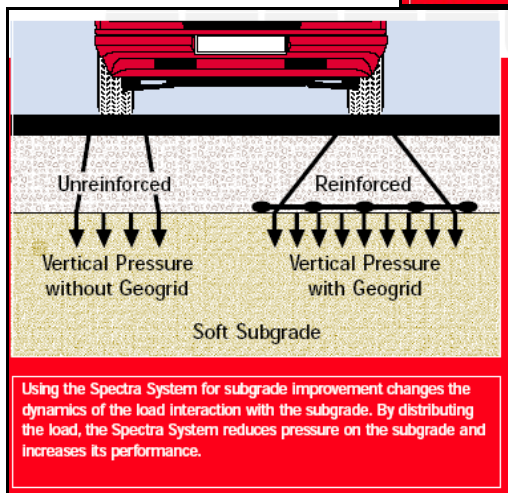 Unreinforced Reinforced
Vertical Pressure Vertical Pressure
without Geogrid with Geogrid
Soft Subgrade
Using the Spectra System for subgrade improvement changes the
dynamics of the load interaction with the subgrade. By distributing
the load, the Spectra System reduces pressure on the subgrade and
increases its performance.